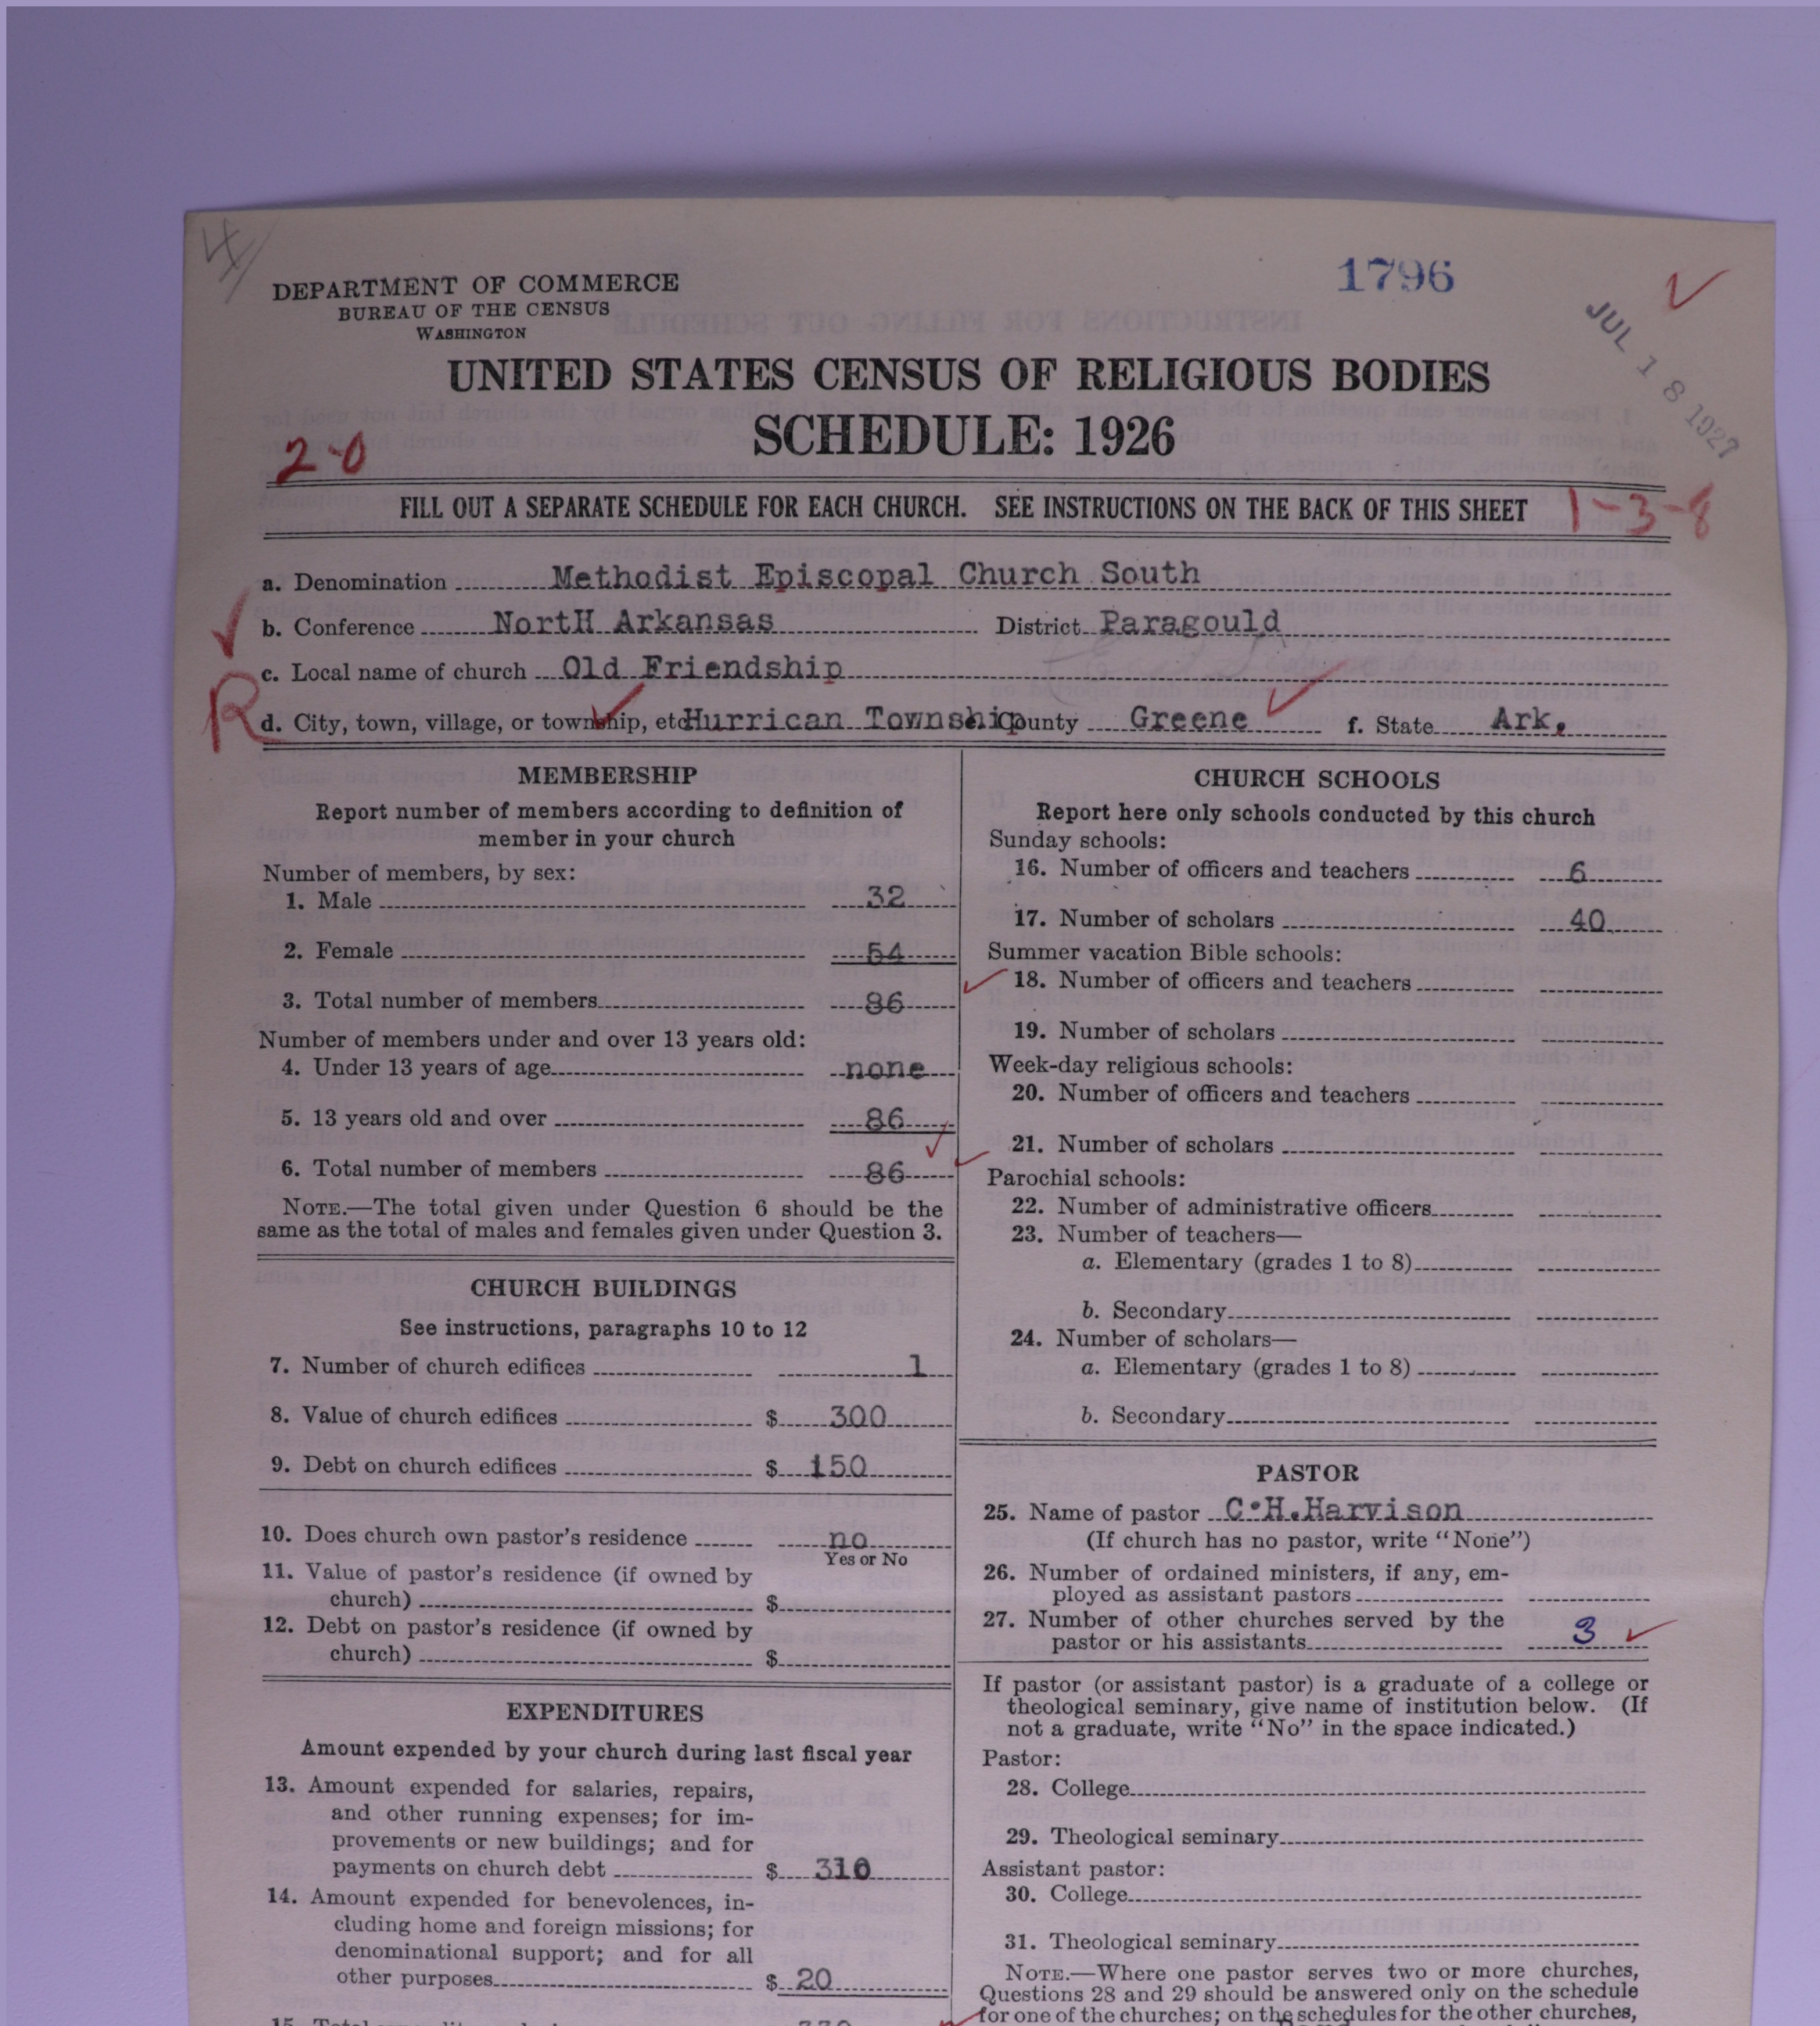 4
DEPARTMENT OF COMMERCE
BUREAU OF THE CENSUS
WASHINGTON
1796
JUL 18 1927
UNITED STATES CENSUS OF RELIGIOUS BODIES
SCHEDULE: 1926
2-0
FILL OUT A SEPARATE SCHEDULE FOR EACH CHURCH. SEE INSTRUCTIONS ON THE BACK OF THIS SHEET
1-3-8
a. Denomination Methodist Episcopal Church South
b. Conference NortH Arkansas District Paragould
c. Local name of church Old Friendship
R
d. City, town, village, or township, etc Hurrican Township e. County Greene f. State Ark.
MEMBERSHIP
Report number of members according to definition of
member in your church
Number of members, by sex:
1. Male 32
2. Female 54
3. Total number of members 86
Number of members under and over 13 years old:
4. Under 13 years of age none
5. 13 years old and over 86
6. Total number of members 86
NOTE.—The total given under Question 6 should be the
same as the total of males and females given under Question 3.
CHURCH BUILDINGS
See instructions, paragraphs 10 to 12
7. Number of church edifices 1
8. Value of church edifices $ 300
9. Debt on church edifices $ 150
10. Does church own pastor's residence no
Yes or No
11. Value of pastor's residence (if owned by
church) $
12. Debt on pastor's residence (if owned by
church) $
EXPENDITURES
Amount expended by your church during last fiscal year
13. Amount expended for salaries, repairs,
and other running expenses; for im-
provements or new buildings; and for
payments on church debt $ 310
14. Amount expended for benevolences, in-
cluding home and foreign missions; for
denominational support; and for all
other purposes $ 20
CHURCH SCHOOLS
Report here only schools conducted by this church
Sunday schools:
16. Number of officers and teachers 6
17. Number of scholars 40
Summer vacation Bible schools:
18. Number of officers and teachers
19. Number of scholars
Week-day religious schools:
20. Number of officers and teachers
21. Number of scholars
Parochial schools:
22. Number of administrative officers
23. Number of teachers—
a. Elementary (grades 1 to 8)
b. Secondary
24. Number of scholars—
a. Elementary (grades 1 to 8)
b. Secondary
PASTOR
25. Name of pastor C.H.Harvison
(If church has no pastor, write "None")
26. Number of ordained ministers, if any, em-
ployed as assistant pastors
27. Number of other churches served by the
pastor or his assistants 3
If pastor (or assistant pastor) is a graduate of a college or
theological seminary, give name of institution below. (If
not a graduate, write "No" in the space indicated.)
Pastor:
28. College
29. Theological seminary
Assistant pastor:
30. College
31. Theological seminary
NOTE.—Where one pastor serves two or more churches,
Questions 28 and 29 should be answered only on the schedule
for one of the churches; on the schedules for the other churches,